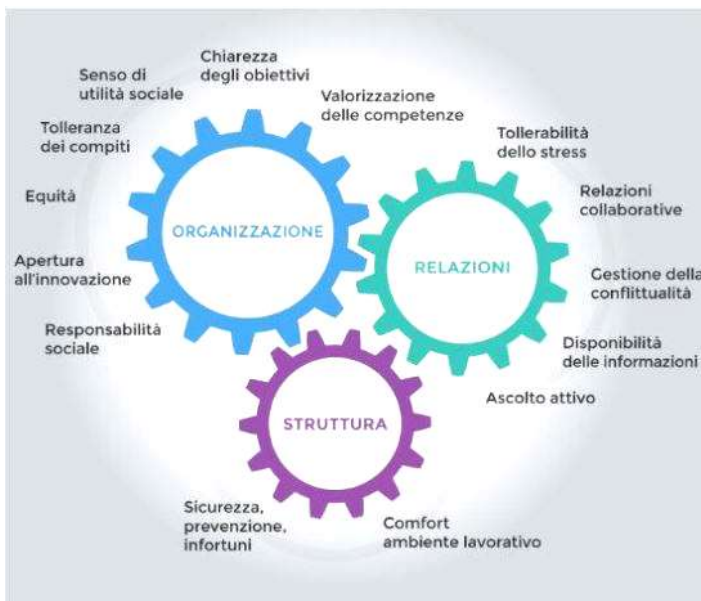 Chiarezza
degli obiettivi
Senso di
utilità sociale
Valorizzazione
delle competenze
Tolleranza
dei compiti
Tollerabilità
dello stress
Equità
Relazioni
collaborative
ORGANIZZAZIONE
RELAZIONI
Apertura
all'innovazione
Gestione della
conflittualità
Responsabilità
sociale
Disponibilità
delle informazioni
Ascolto attivo
STRUTTURA
Sicurezza,
prevenzione,
infortuni
Comfort
ambiente lavorativo